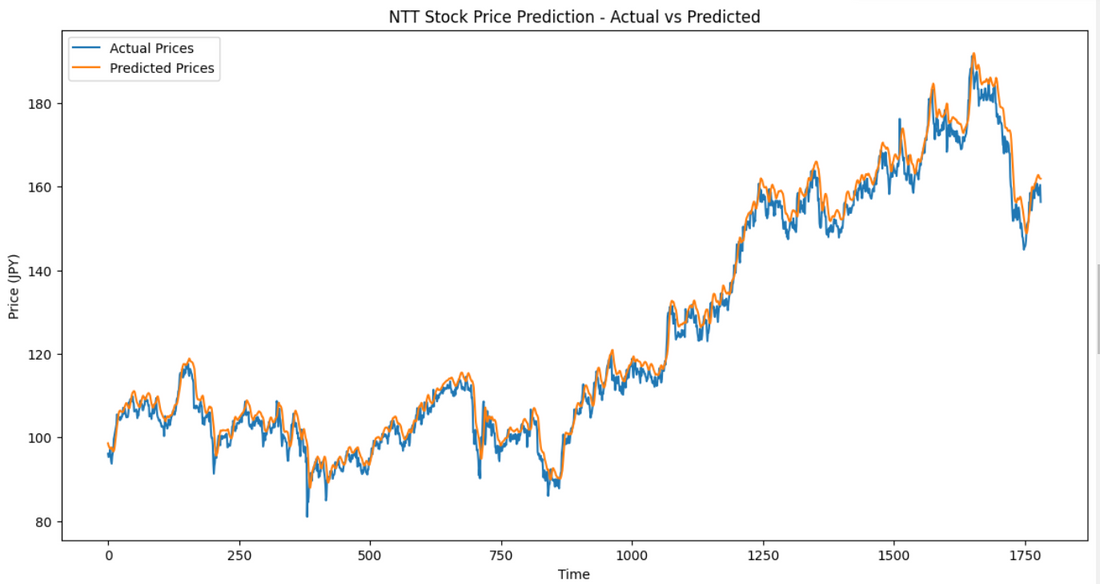 NTT Stock Price Prediction - Actual vs Predicted
Actual Prices
Predicted Prices
Price (JPY)
180
160
140
120
100
80
0 250 500 750 1000 1250 1500 1750
Time